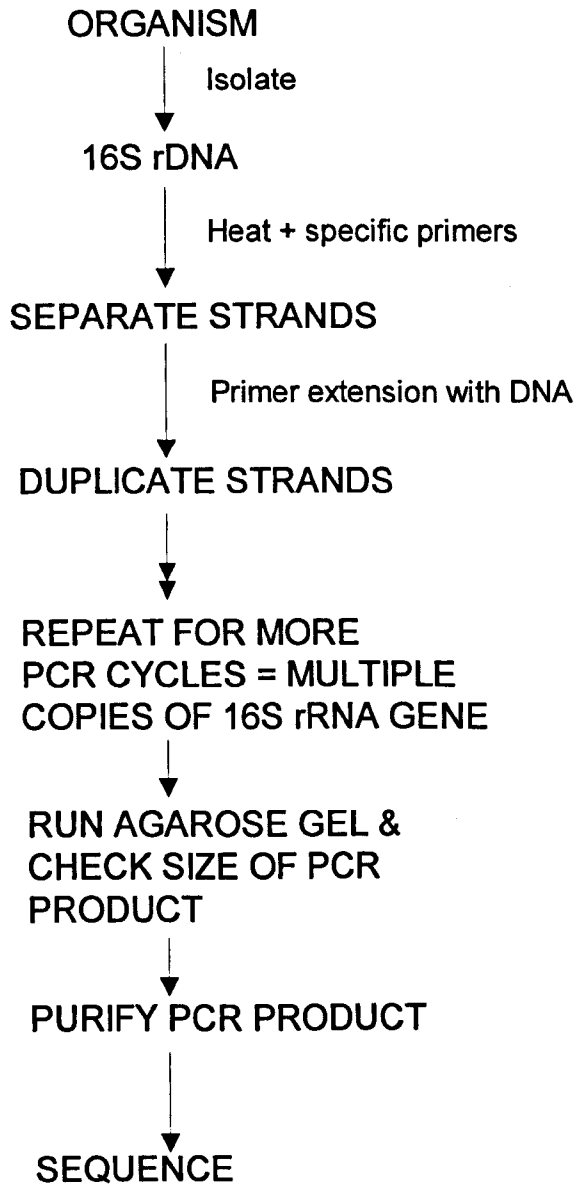 ORGANISM
Isolate
16S rDNA
Heat + specific primers
SEPARATE STRANDS
Primer extension with DNA
DUPLICATE STRANDS
REPEAT FOR MORE
PCR CYCLES = MULTIPLE
COPIES OF 16S rRNA GENE
RUN AGAROSE GEL &
CHECK SIZE OF PCR
PRODUCT
PURIFY PCR PRODUCT
SEQUENCE